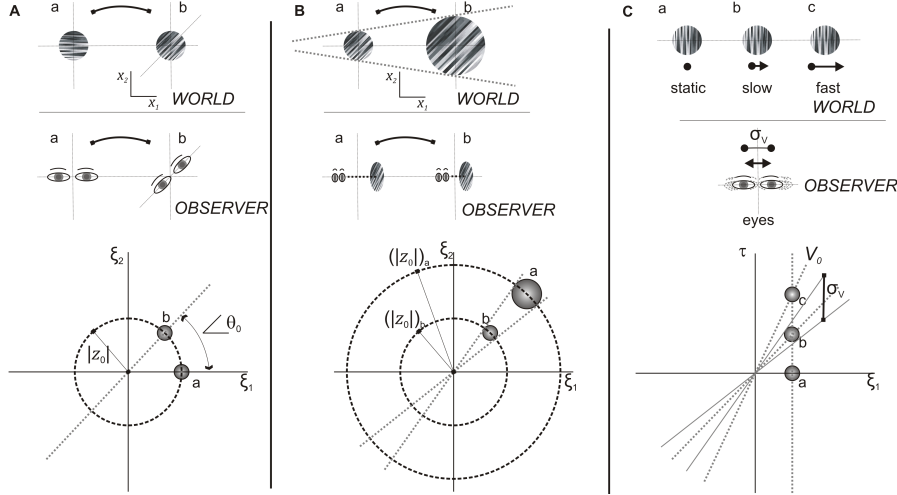 A
a
b
x₂
x₁
WORLD
a
b
OBSERVER
ξ₂
b
θ₀
|z₀|
a
ξ₁
B
a
b
x₂
x₁
WORLD
a
b
OBSERVER
(|z₀|)ₐ
ξ₂
a
(|z₀|)b
b
ξ₁
C
a
b
c
static
slow
fast
WORLD
σV
OBSERVER
eyes
τ
V₀
c
σV
b
a
ξ₁